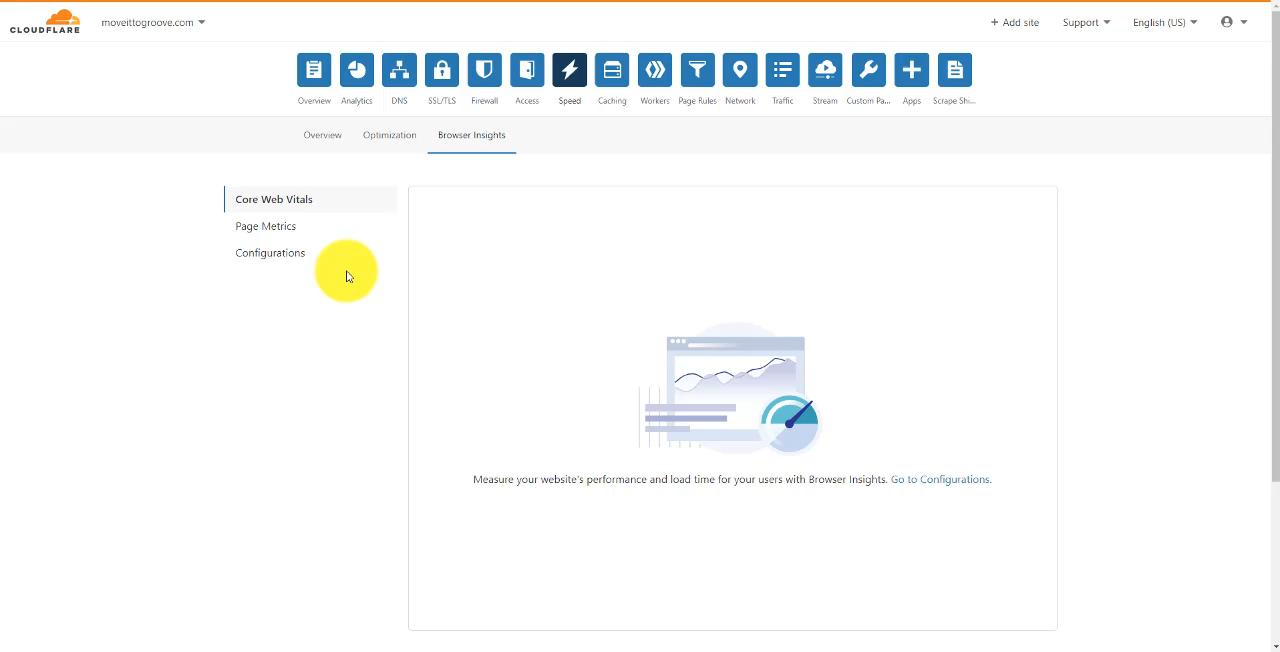 CLOUDFLARE
moveittogroove.com
+ Add site
Support
English (US)
Overview
Analytics
DNS
SSL/TLS
Firewall
Access
Speed
Caching
Workers
Page Rules
Network
Traffic
Stream
Custom Pa...
Apps
Scrape Shi...
Overview
Optimization
Browser Insights
Core Web Vitals
Page Metrics
Configurations
Measure your website's performance and load time for your users with Browser Insights. Go to Configurations.